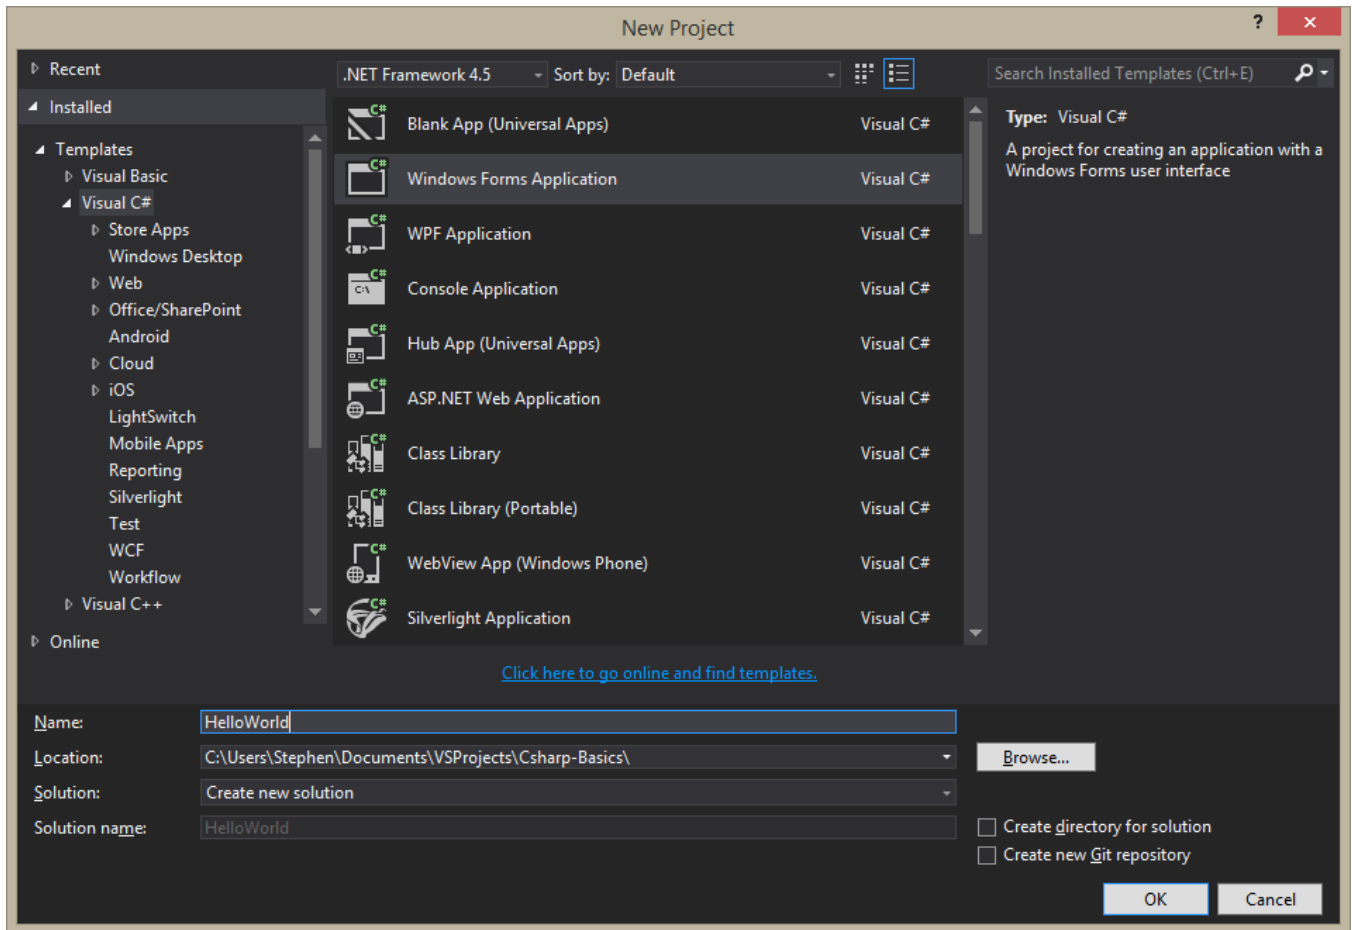 New Project
?
Recent
.NET Framework 4.5 Sort by: Default
Search Installed Templates (Ctrl+E)
Installed
Templates
Visual Basic
Visual C#
Store Apps
Windows Desktop
Web
Office/SharePoint
Android
Cloud
iOS
LightSwitch
Mobile Apps
Reporting
Silverlight
Test
WCF
Workflow
Visual C++
Online
C# Blank App (Universal Apps) Visual C#
C# Windows Forms Application Visual C#
C# WPF Application Visual C#
C# C:\ Console Application Visual C#
C# Hub App (Universal Apps) Visual C#
C# ASP.NET Web Application Visual C#
C# Class Library Visual C#
C# Class Library (Portable) Visual C#
C# WebView App (Windows Phone) Visual C#
C# Silverlight Application Visual C#
Click here to go online and find templates.
Type: Visual C#
A project for creating an application with a
Windows Forms user interface
Name: HelloWorld
Location: C:\Users\Stephen\Documents\VSProjects\Csharp-Basics\ Browse...
Solution: Create new solution
Solution name: HelloWorld
Create directory for solution
Create new Git repository
OK Cancel